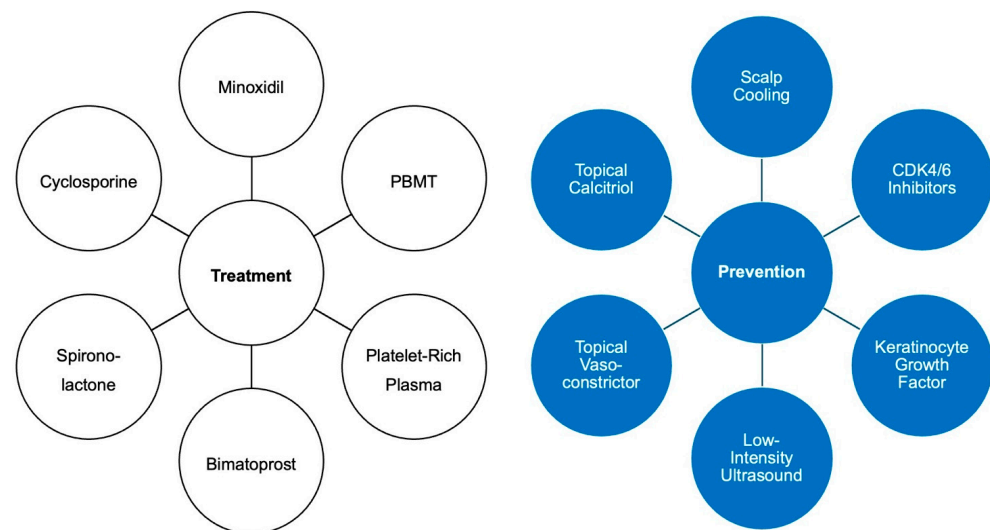 Minoxidil
PBMT
Platelet-Rich
Plasma
Bimatoprost
Spirono-
lactone
Cyclosporine
Treatment
Scalp
Cooling
CDK4/6
Inhibitors
Keratinocyte
Growth
Factor
Low-
Intensity
Ultrasound
Topical
Vaso-
constrictor
Topical
Calcitriol
Prevention